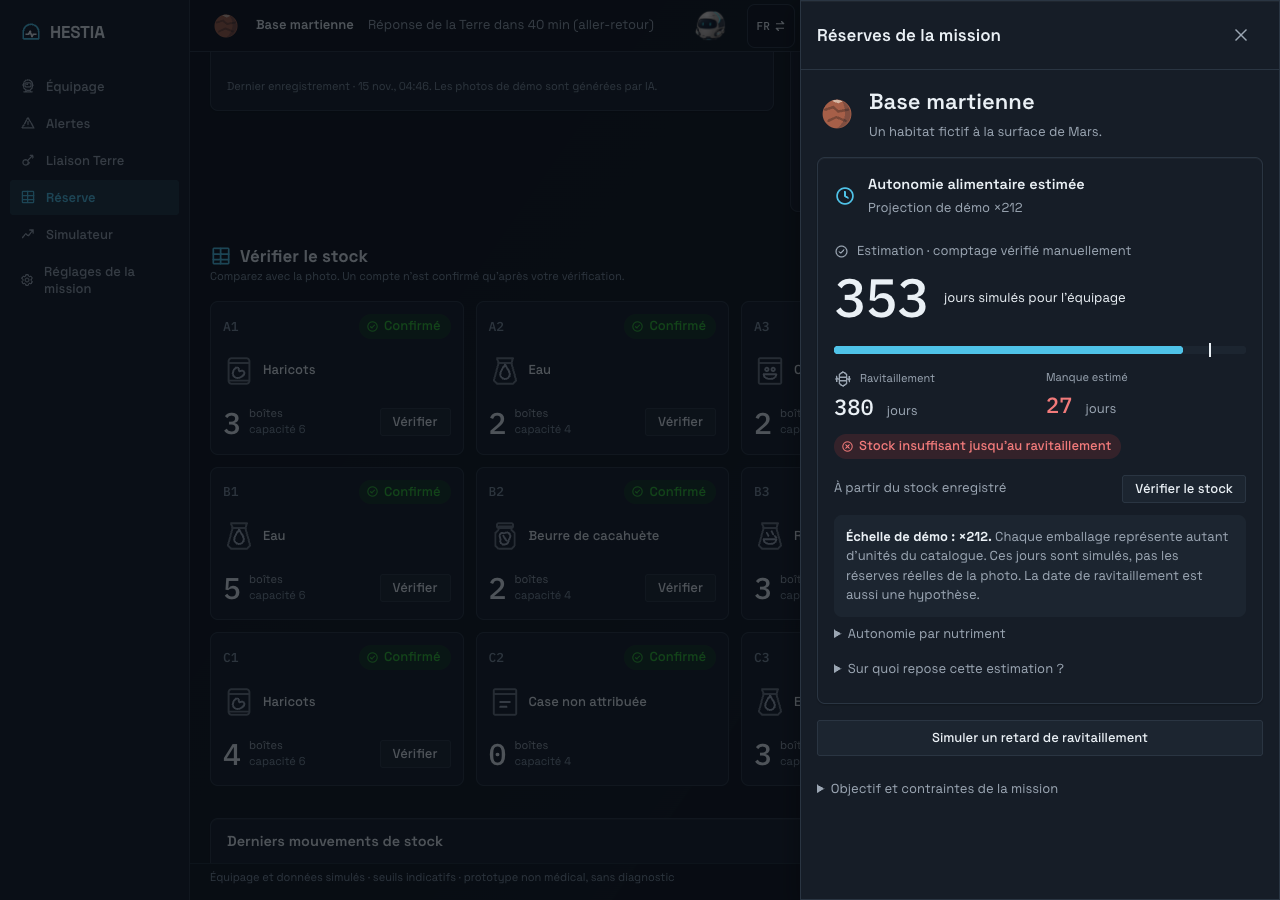 HESTIA
Équipage
Alertes
Liaison Terre
Réserve
Simulateur
Réglages de la
mission
Base martienne Réponse de la Terre dans 40 min (aller-retour)
FR
Dernier enregistrement · 15 nov., 04:46. Les photos de démo sont générées par IA.
Vérifier le stock
Comparez avec la photo. Un compte n'est confirmé qu'après votre vérification.
A1 Confirmé
Haricots
3 boîtes
capacité 6
Vérifier
A2 Confirmé
Eau
2 boîtes
capacité 4
Vérifier
A3
2
B1 Confirmé
Eau
5 boîtes
capacité 6
Vérifier
B2 Confirmé
Beurre de cacahuète
2 boîtes
capacité 4
Vérifier
B3
3
C1 Confirmé
Haricots
4 boîtes
capacité 6
Vérifier
C2 Confirmé
Case non attribuée
0 boîtes
capacité 4
C3
3
Derniers mouvements de stock
Équipage et données simulés · seuils indicatifs · prototype non médical, sans diagnostic
Réserves de la mission
Base martienne
Un habitat fictif à la surface de Mars.
Autonomie alimentaire estimée
Projection de démo ×212
Estimation · comptage vérifié manuellement
353 jours simulés pour l'équipage
Ravitaillement
380 jours
Manque estimé
27 jours
Stock insuffisant jusqu'au ravitaillement
À partir du stock enregistré
Vérifier le stock
Échelle de démo : ×212. Chaque emballage représente autant
d'unités du catalogue. Ces jours sont simulés, pas les
réserves réelles de la photo. La date de ravitaillement est
aussi une hypothèse.
Autonomie par nutriment
Sur quoi repose cette estimation ?
Simuler un retard de ravitaillement
Objectif et contraintes de la mission